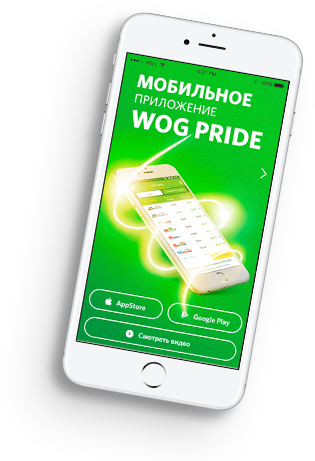 МОБИЛЬНОЕ
ПРИЛОЖЕНИЕ
WOG PRIDE
AppStore
Google Play
Смотреть видео